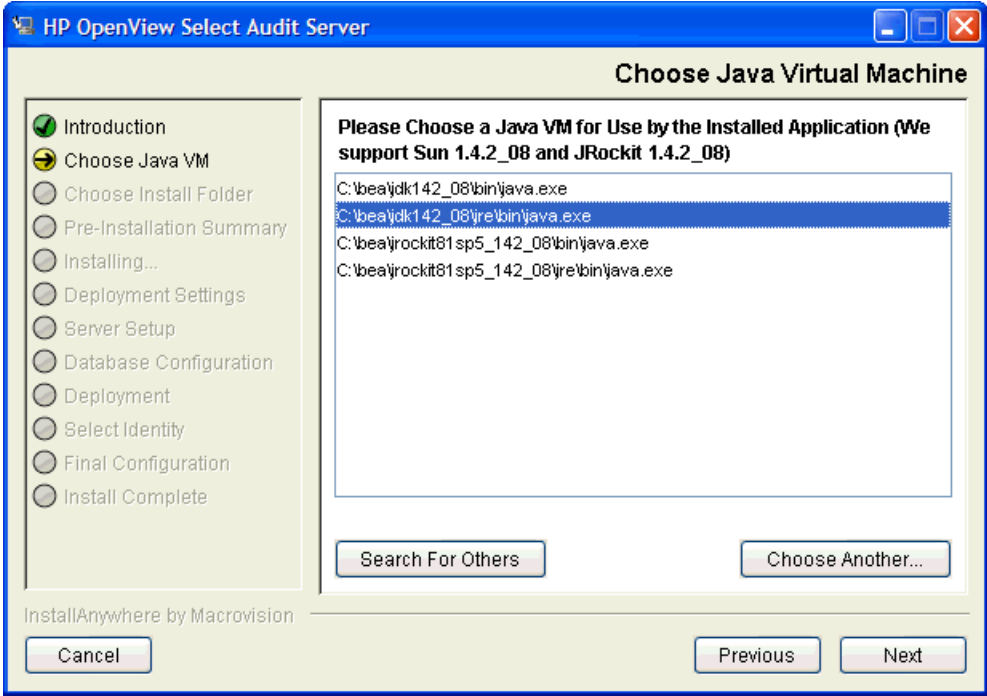 HP OpenView Select Audit Server
Choose Java Virtual Machine
Introduction
Choose Java VM
Choose Install Folder
Pre-Installation Summary
Installing...
Deployment Settings
Server Setup
Database Configuration
Deployment
Select Identity
Final Configuration
Install Complete
Please Choose a Java VM for Use by the Installed Application (We
support Sun 1.4.2_08 and JRockit 1.4.2_08)
C:\bea\jdk142_08\bin\java.exe
C:\bea\jdk142_08\jre\bin\java.exe
C:\bea\jrockit81sp5_142_08\bin\java.exe
C:\bea\jrockit81sp5_142_08\jre\bin\java.exe
Search For Others
Choose Another...
InstallAnywhere by Macrovision
Cancel
Previous
Next